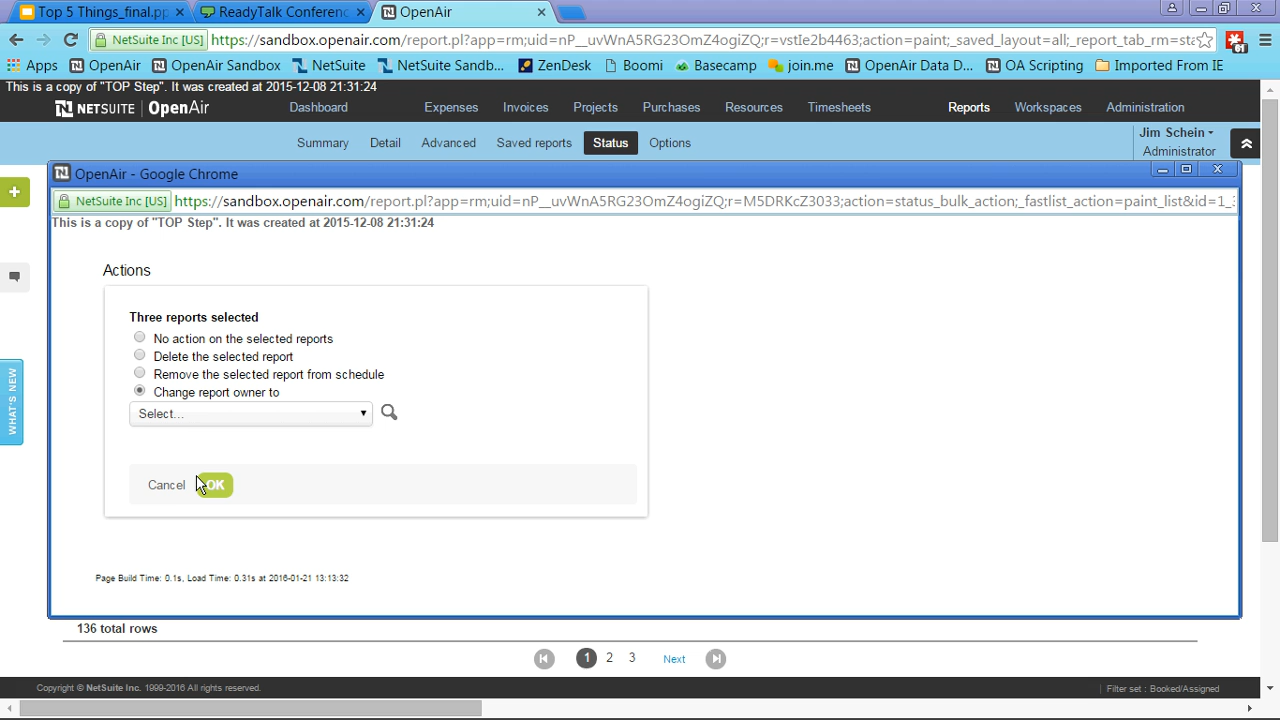 Top 5 Things_final.pp
ReadyTalk Conferenc
OpenAir
NetSuite Inc [US]
https://sandbox.openair.com/report.pl?app=rm;uid=nP__uvWnA5RG23OmZ4ogiZQ;r=vstIe2b4463;action=paint;_saved_layout=all;_report_tab_rm=sta
61
Apps
OpenAir
OpenAir Sandbox
NetSuite
NetSuite Sandb...
ZenDesk
Boomi
Basecamp
join.me
OpenAir Data D...
OA Scripting
Imported From IE
This is a copy of "TOP Step". It was created at 2015-12-08 21:31:24
NETSUITE OpenAir
Dashboard
Expenses
Invoices
Projects
Purchases
Resources
Timesheets
Reports
Workspaces
Administration
Summary
Detail
Advanced
Saved reports
Status
Options
Jim Schein
Administrator
OpenAir - Google Chrome
NetSuite Inc [US]
https://sandbox.openair.com/report.pl?app=rm;uid=nP__uvWnA5RG23OmZ4ogiZQ;r=M5DRKcZ3033;action=status_bulk_action;_fastlist_action=paint_list&id=1_3
This is a copy of "TOP Step". It was created at 2015-12-08 21:31:24
Actions
Three reports selected
No action on the selected reports
Delete the selected report
Remove the selected report from schedule
Change report owner to
Select...
Cancel
OK
Page Build Time: 0.1s, Load Time: 0.31s at 2016-01-21 13:13:32
WHAT'S NEW
136 total rows
1
2
3
Next
Copyright © NetSuite Inc. 1999-2016 All rights reserved.
Filter set : Booked/Assigned